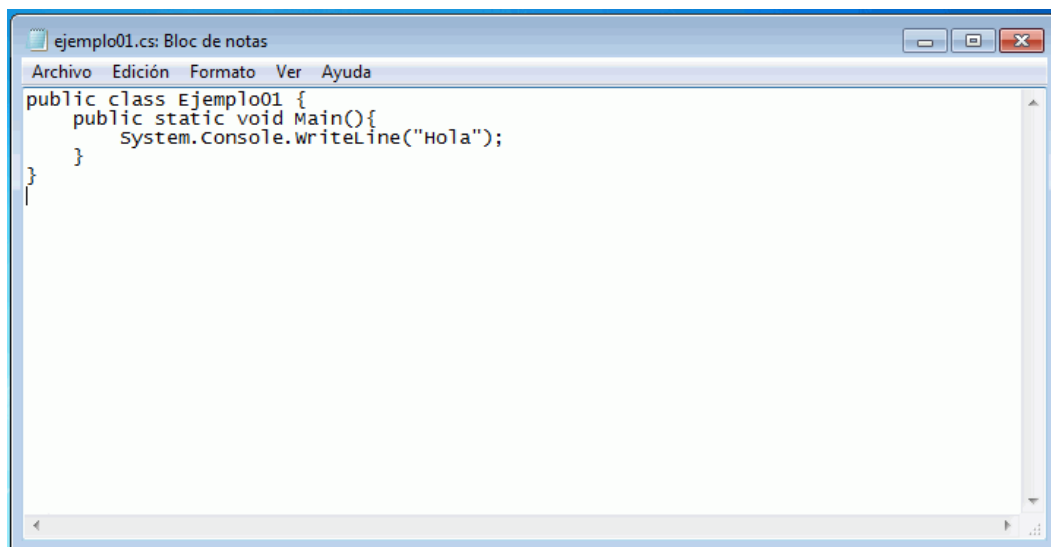 ejemplo01.cs: Bloc de notas
Archivo Edición Formato Ver Ayuda
public class Ejemplo01 {
    public static void Main(){
        System.Console.WriteLine("Hola");
    }
}